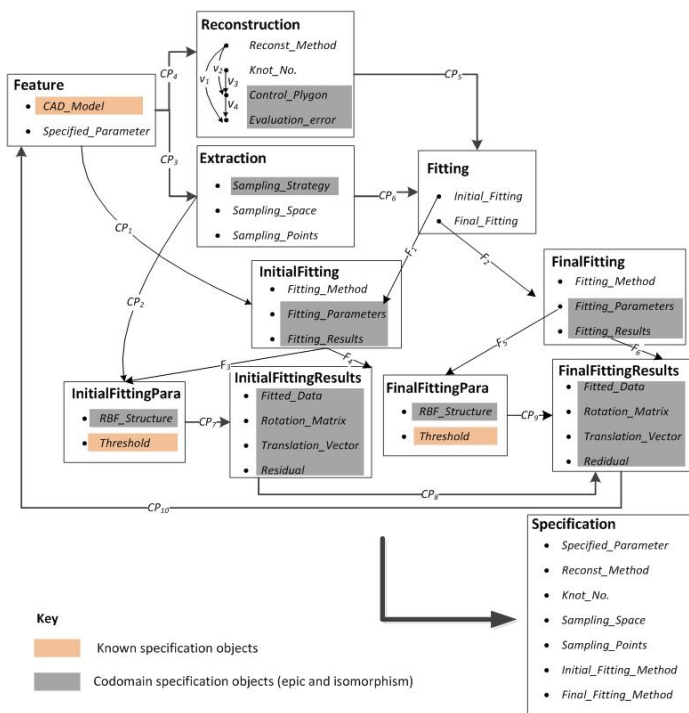 Reconstruction
Reconst_Method
Knot_No.
Control_Plygon
Evaluation_error
v1
v2
v3
v4
CP4
CP5
Feature
CAD_Model
Specified_Parameter
CP3
Extraction
Sampling_Strategy
Sampling_Space
Sampling_Points
CP6
Fitting
Initial_Fitting
Final_Fitting
CP1
CP2
F1
F2
InitialFitting
Fitting_Method
Fitting_Parameters
Fitting_Results
FinalFitting
Fitting_Method
Fitting_Parameters
Fitting_Results
F3
F4
F5
F6
InitialFittingPara
RBF_Structure
Threshold
CP7
InitialFittingResults
Fitted_Data
Rotation_Matrix
Translation_Vector
Residual
FinalFittingPara
RBF_Structure
Threshold
CP9
FinalFittingResults
Fitted_Data
Rotation_Matrix
Translation_Vector
Redidual
CP8
CP10
Specification
Specified_Parameter
Reconst_Method
Knot_No.
Sampling_Space
Sampling_Points
Initial_Fitting_Method
Final_Fitting_Method
Key
Known specification objects
Codomain specification objects (epic and isomorphism)